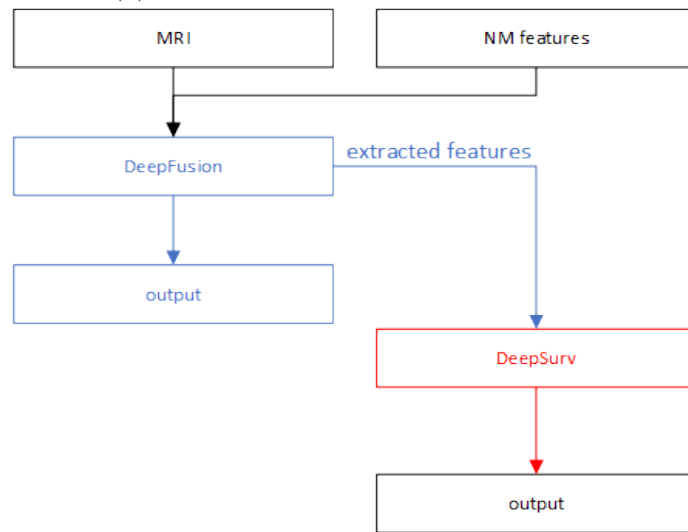 MRI
NM features
DeepFusion
extracted features
output
DeepSurv
output